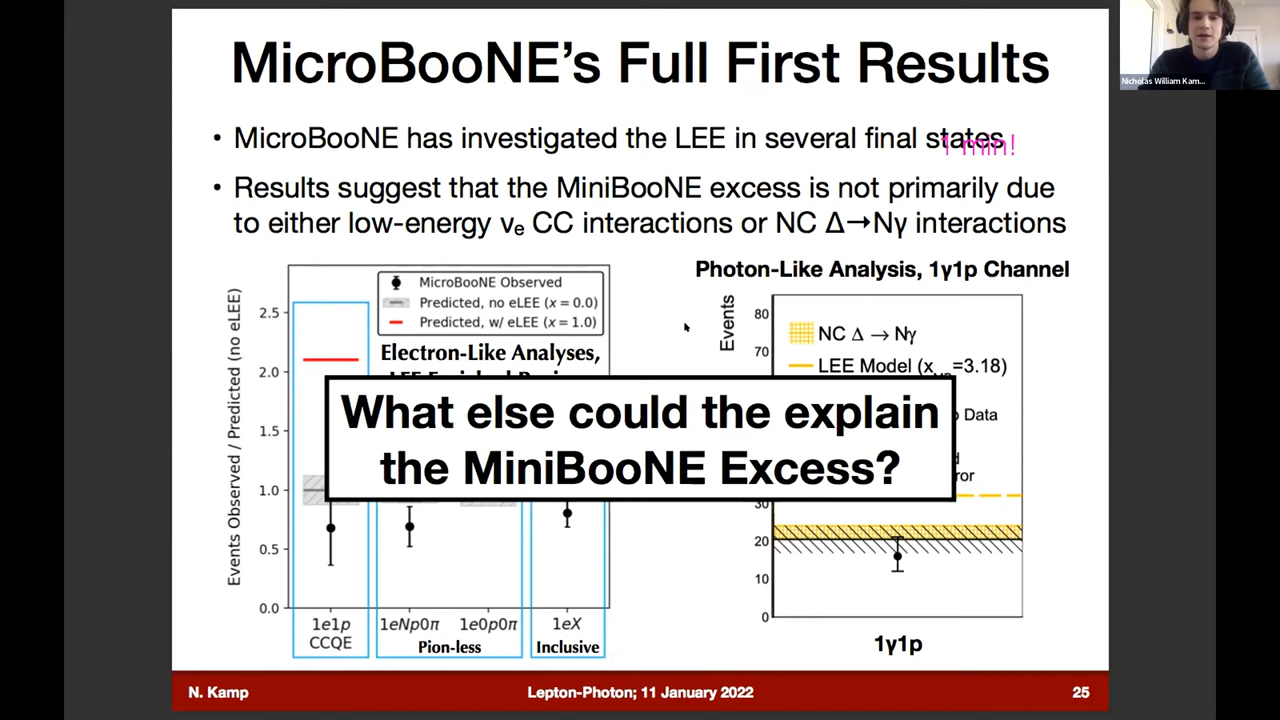 MicroBooNE's Full First Results
Nicholas William Kam...
• MicroBooNE has investigated the LEE in several final states
1 min!
• Results suggest that the MiniBooNE excess is not primarily due
to either low-energy νₑ CC interactions or NC Δ→Nγ interactions
Events Observed / Predicted (no eLEE)
2.5
2.0
1.5
1.0
0.5
0.0
MicroBooNE Observed
Predicted, no eLEE (x = 0.0)
Predicted, w/ eLEE (x = 1.0)
Electron-Like Analyses,
1e1p
CCQE
1eNp0π
1e0p0π
Pion-less
1eX
Inclusive
Photon-Like Analysis, 1γ1p Channel
Events
80
70
30
20
10
0
NC Δ → Nγ
LEE Model (x =3.18)
Data
1γ1p
What else could the explain
the MiniBooNE Excess?
N. Kamp
Lepton-Photon; 11 January 2022
25